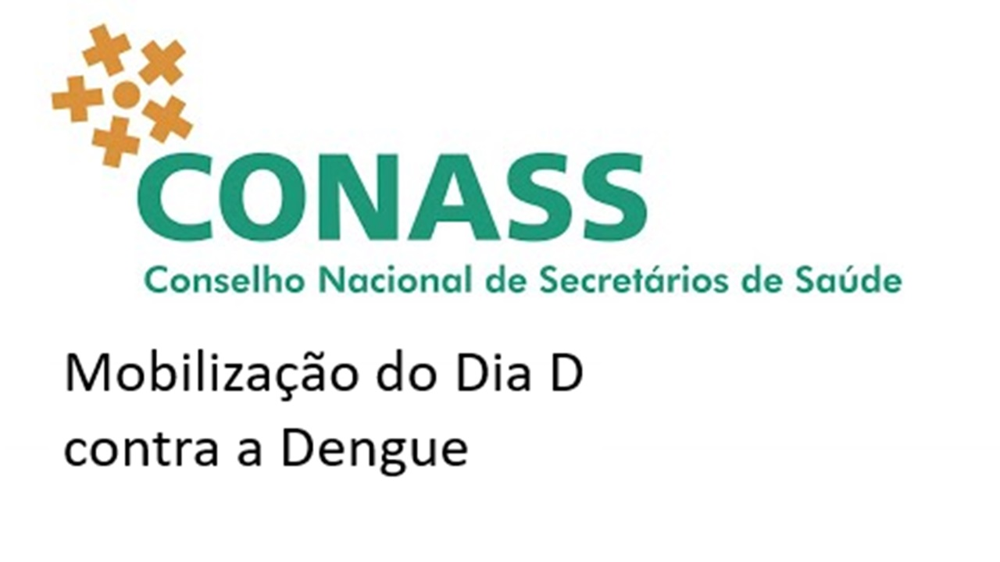 CONASS
Conselho Nacional de Secretários de Saúde
Mobilização do Dia D
contra a Dengue